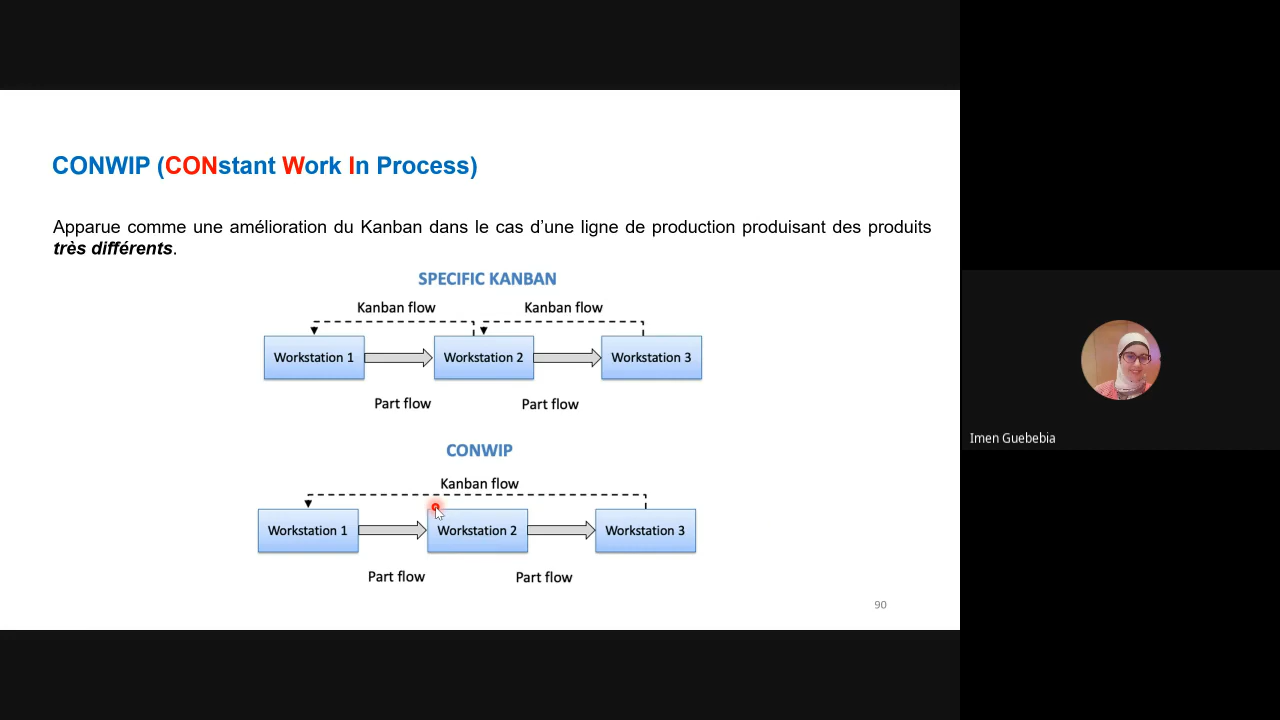 CONWIP (CONstant Work In Process)
Apparue comme une amélioration du Kanban dans le cas d’une ligne de production produisant des produits
très différents.
SPECIFIC KANBAN
Kanban flow Kanban flow
Workstation 1 Workstation 2 Workstation 3
Part flow Part flow
CONWIP
Kanban flow
Workstation 1 Workstation 2 Workstation 3
Part flow Part flow
90
Imen Guebebia